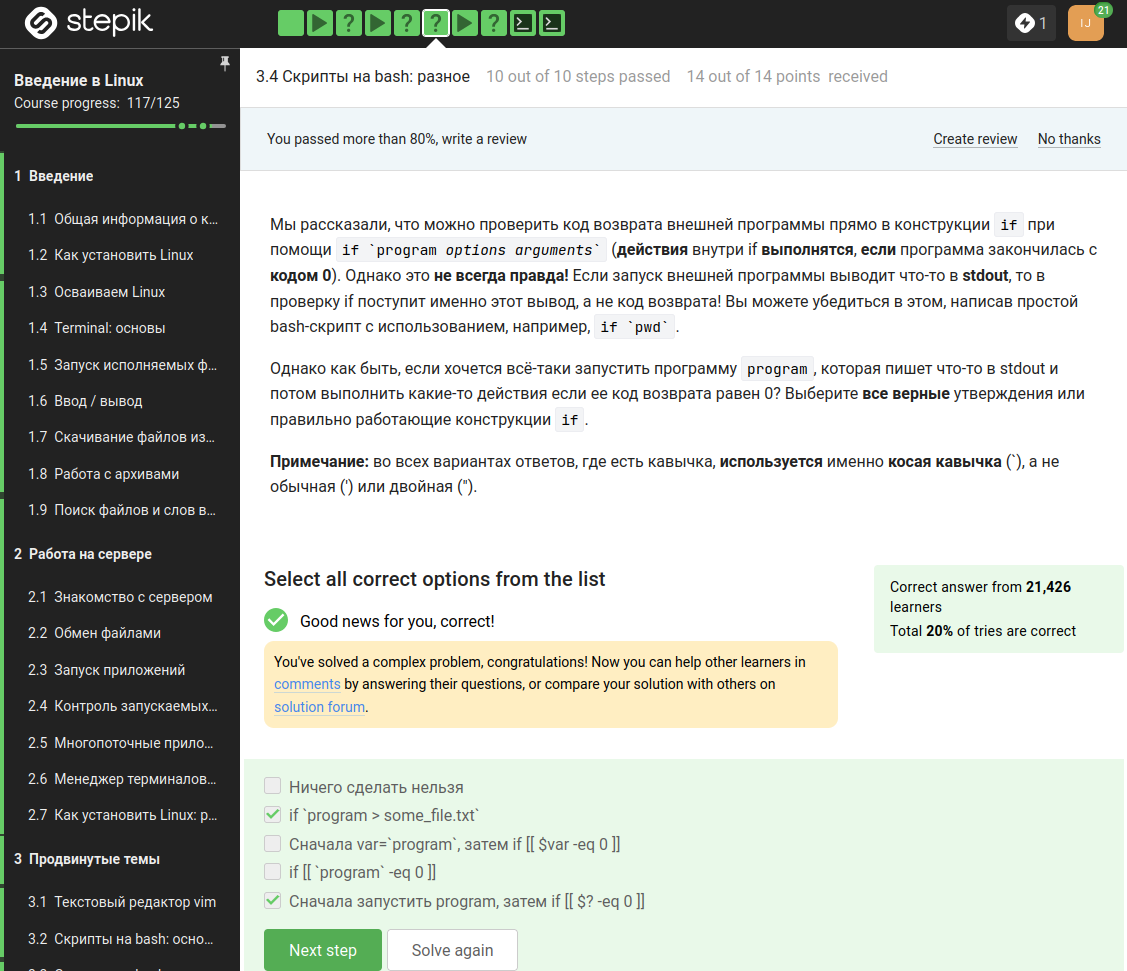 stepik
1
IJ
21
Введение в Linux
Course progress: 117/125
1 Введение
1.1 Общая информация о к...
1.2 Как установить Linux
1.3 Осваиваем Linux
1.4 Terminal: основы
1.5 Запуск исполняемых ф...
1.6 Ввод / вывод
1.7 Скачивание файлов из...
1.8 Работа с архивами
1.9 Поиск файлов и слов в...
2 Работа на сервере
2.1 Знакомство с сервером
2.2 Обмен файлами
2.3 Запуск приложений
2.4 Контроль запускаемых...
2.5 Многопоточные прило...
2.6 Менеджер терминалов...
2.7 Как установить Linux: р...
3 Продвинутые темы
3.1 Текстовый редактор vim
3.2 Скрипты на bash: осно...
3.4 Скрипты на bash: разное 10 out of 10 steps passed 14 out of 14 points received
You passed more than 80%, write a review Create review No thanks
Мы рассказали, что можно проверить код возврата внешней программы прямо в конструкции if при
помощи if `program options arguments` (действия внутри if выполнятся, если программа закончилась с
кодом 0). Однако это не всегда правда! Если запуск внешней программы выводит что-то в stdout, то в
проверку if поступит именно этот вывод, а не код возврата! Вы можете убедиться в этом, написав простой
bash-скрипт с использованием, например, if `pwd`.
Однако как быть, если хочется всё-таки запустить программу program, которая пишет что-то в stdout и
потом выполнить какие-то действия если ее код возврата равен 0? Выберите все верные утверждения или
правильно работающие конструкции if.
Примечание: во всех вариантах ответов, где есть кавычка, используется именно косая кавычка (`), а не
обычная (') или двойная (").
Select all correct options from the list
Good news for you, correct!
You've solved a complex problem, congratulations! Now you can help other learners in
comments by answering their questions, or compare your solution with others on
solution forum.
Correct answer from 21,426
learners
Total 20% of tries are correct
Ничего сделать нельзя
if `program > some_file.txt`
Сначала var=`program`, затем if [[ $var -eq 0 ]]
if [[ `program` -eq 0 ]]
Сначала запустить program, затем if [[ $? -eq 0 ]]
Next step Solve again